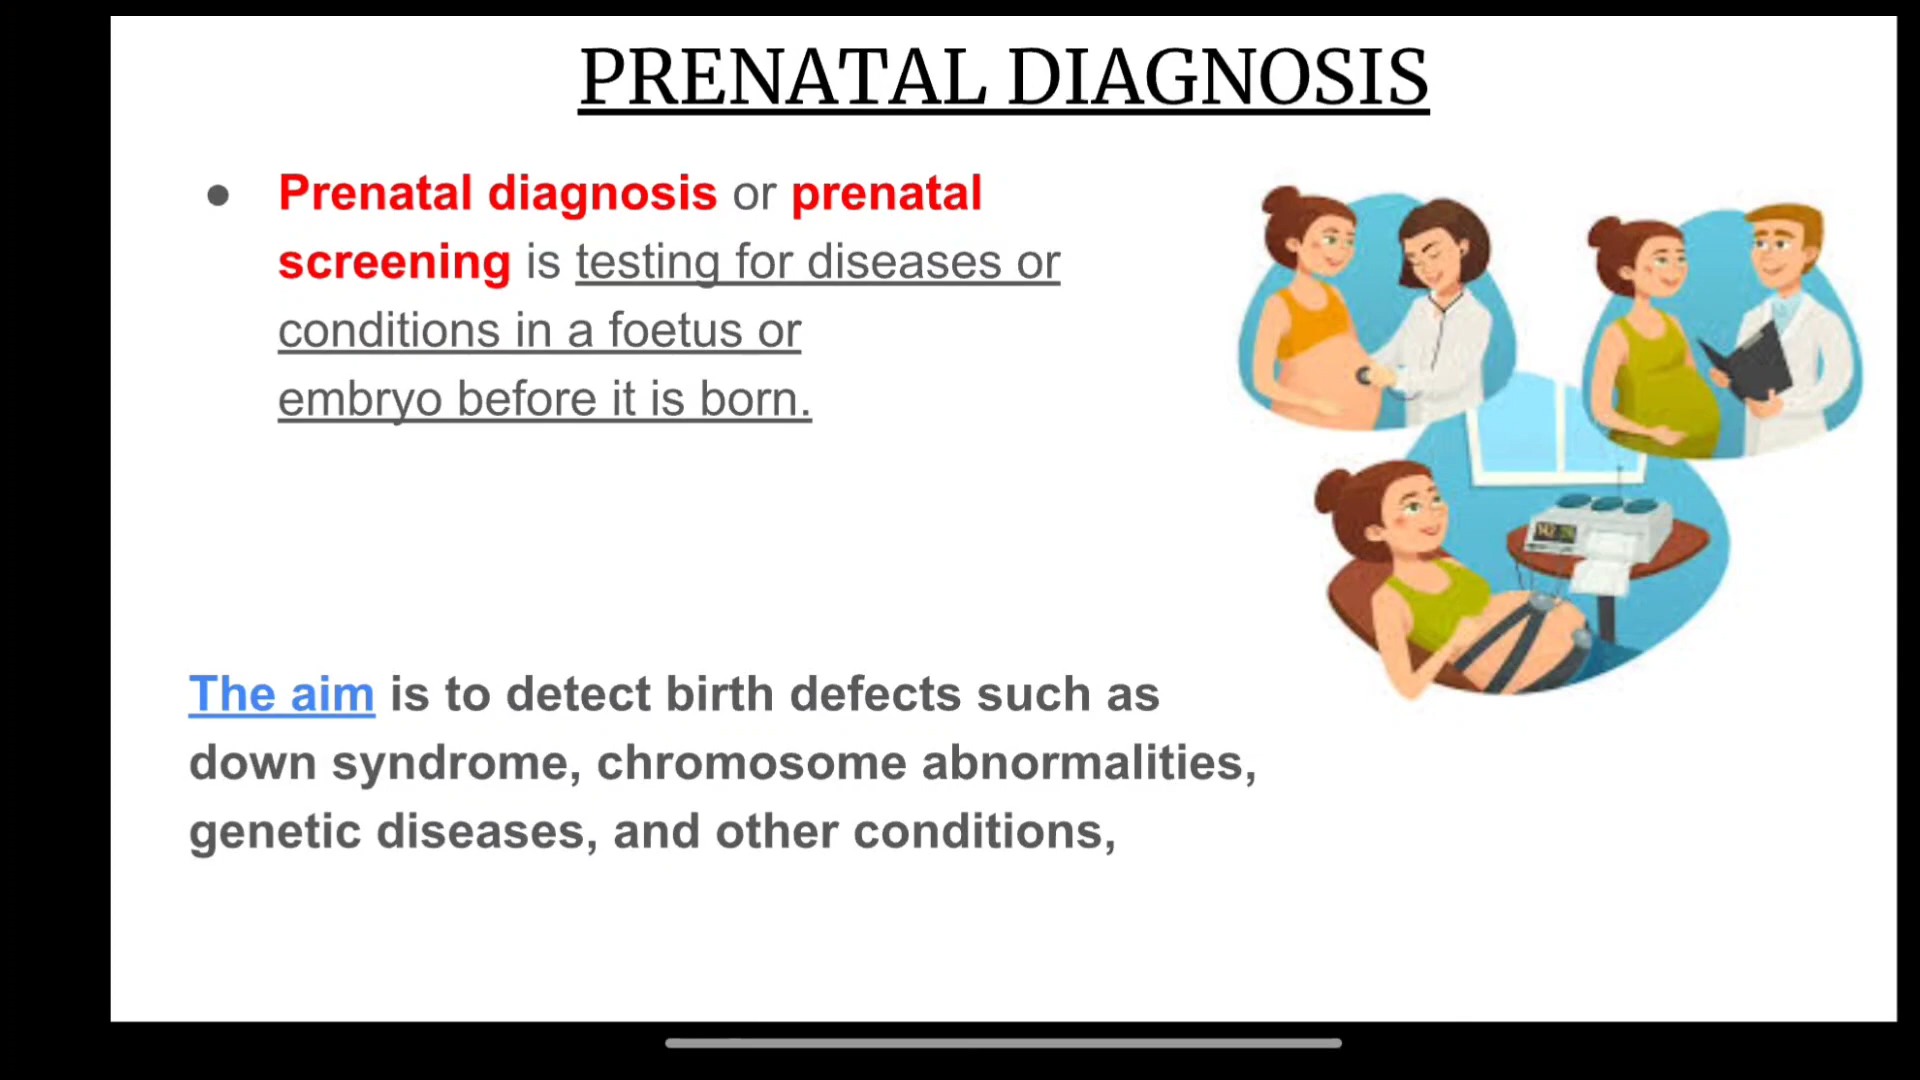 PRENATAL DIAGNOSIS
● Prenatal diagnosis or prenatal
screening is testing for diseases or
conditions in a foetus or
embryo before it is born.
The aim is to detect birth defects such as
down syndrome, chromosome abnormalities,
genetic diseases, and other conditions,